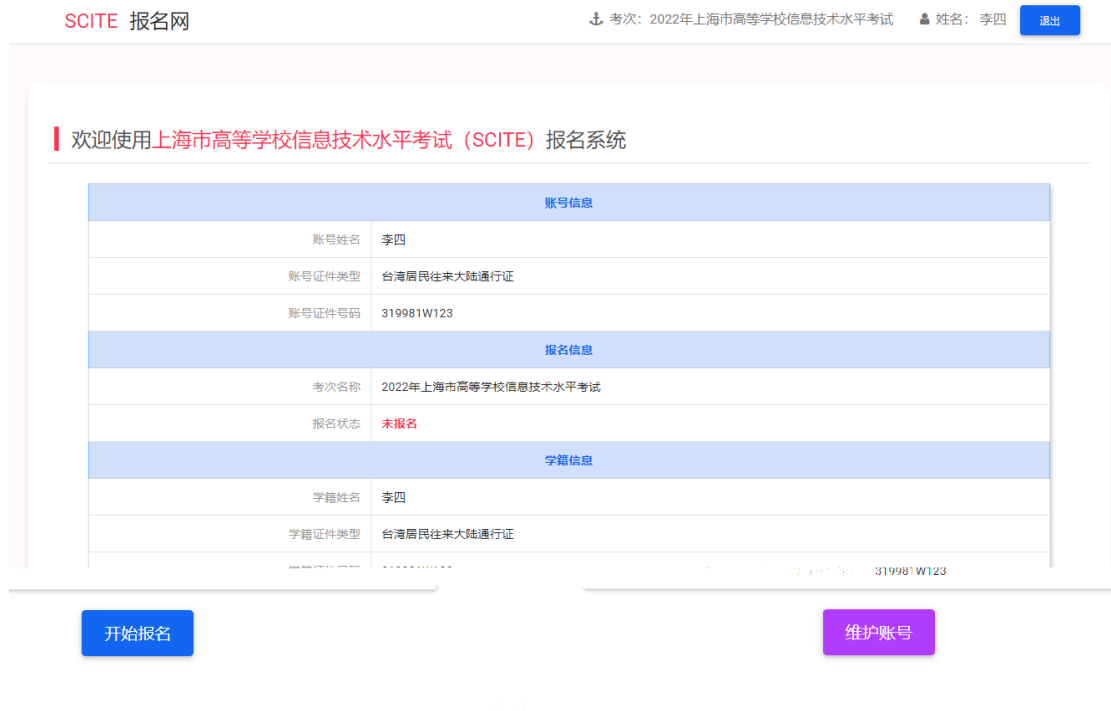 SCITE 报名网
考次：2022年上海市高等学校信息技术水平考试 姓名： 李四 退出
欢迎使用上海市高等学校信息技术水平考试（SCITE）报名系统
账号信息
账号姓名 李四
账号证件类型 台湾居民往来大陆通行证
账号证件号码 319981W123
报名信息
考次名称 2022年上海市高等学校信息技术水平考试
报名状态 未报名
学籍信息
学籍姓名 李四
学籍证件类型 台湾居民往来大陆通行证
319981W123
开始报名 维护账号